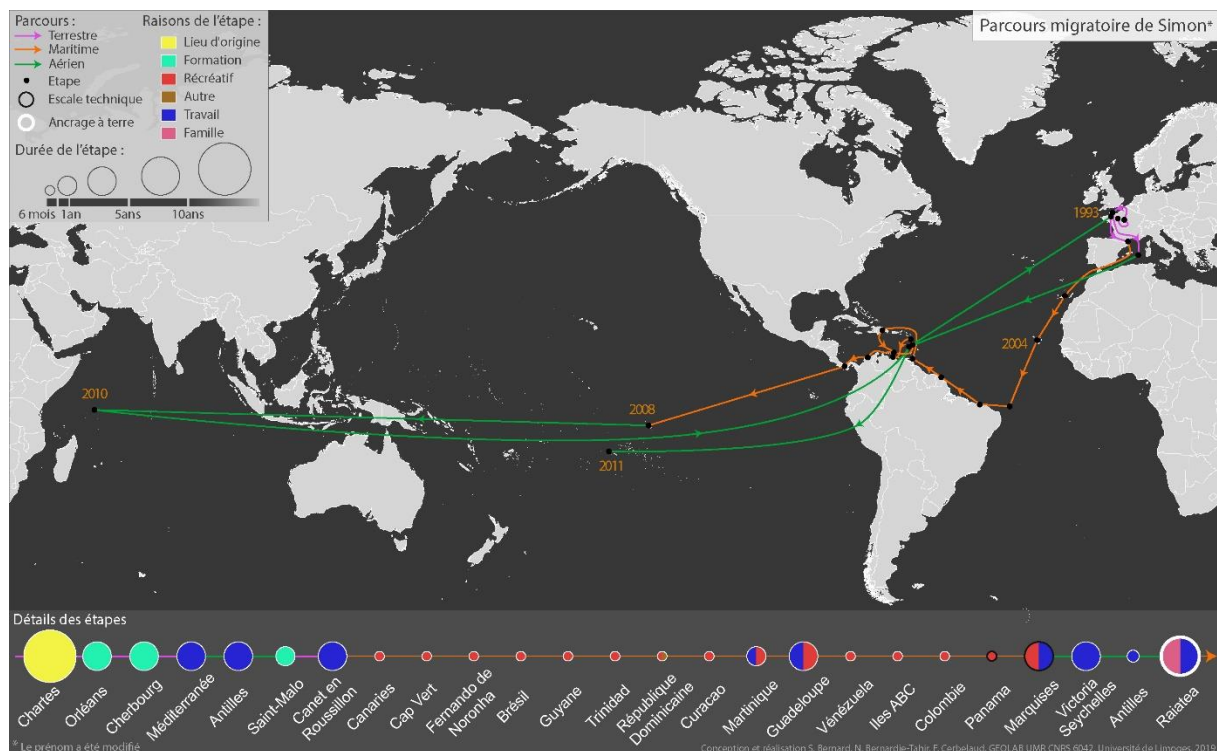 Parcours migratoire de Simon*
Parcours :
Terrestre
Maritime
Aérien
Etape
Escale technique
Ancrage à terre
Raisons de l'étape :
Lieu d'origine
Formation
Récréatif
Autre
Travail
Famille
Durée de l'étape :
6 mois 1an 5ans 10ans
1993
2004
2010
2008
2011
Détails des étapes
Chartes
Orléans
Cherbourg
Méditerranée
Antilles
Saint-Malo
Canet en
Roussillon
Canaries
Cap Vert
Fernando de
Noronha
Brésil
Guyane
Trinidad
République
Dominicaine
Curacao
Martinique
Guadeloupe
Vénezuela
Iles ABC
Colombie
Panama
Marquises
Victoria
Seychelles
Antilles
Raiatea
* Le prénom a été modifié
Conception et réalisation S. Bernard, N. Bernardie-Tahir, F. Cerbelaud, GEOLAB UMR CNRS 6042, Université de Limoges, 2019